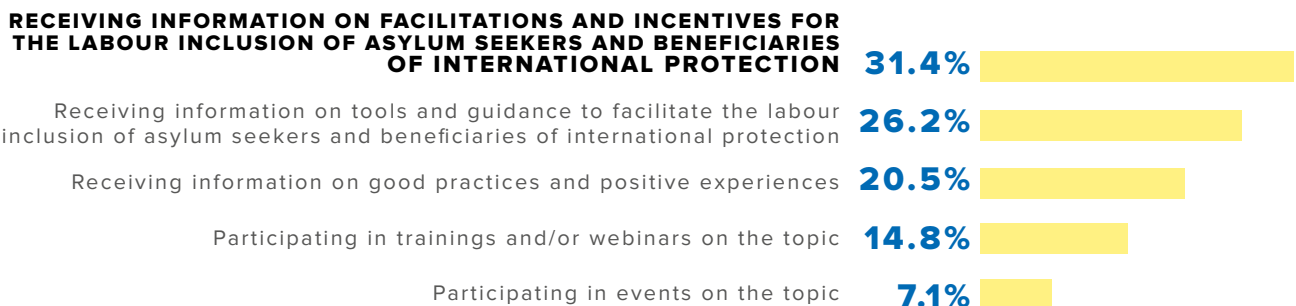 RECEIVING INFORMATION ON FACILITATIONS AND INCENTIVES FOR
THE LABOUR INCLUSION OF ASYLUM SEEKERS AND BENEFICIARIES
OF INTERNATIONAL PROTECTION 31.4%
Receiving information on tools and guidance to facilitate the labour
inclusion of asylum seekers and beneficiaries of international protection 26.2%
Receiving information on good practices and positive experiences 20.5%
Participating in trainings and/or webinars on the topic 14.8%
Participating in events on the topic 7.1%